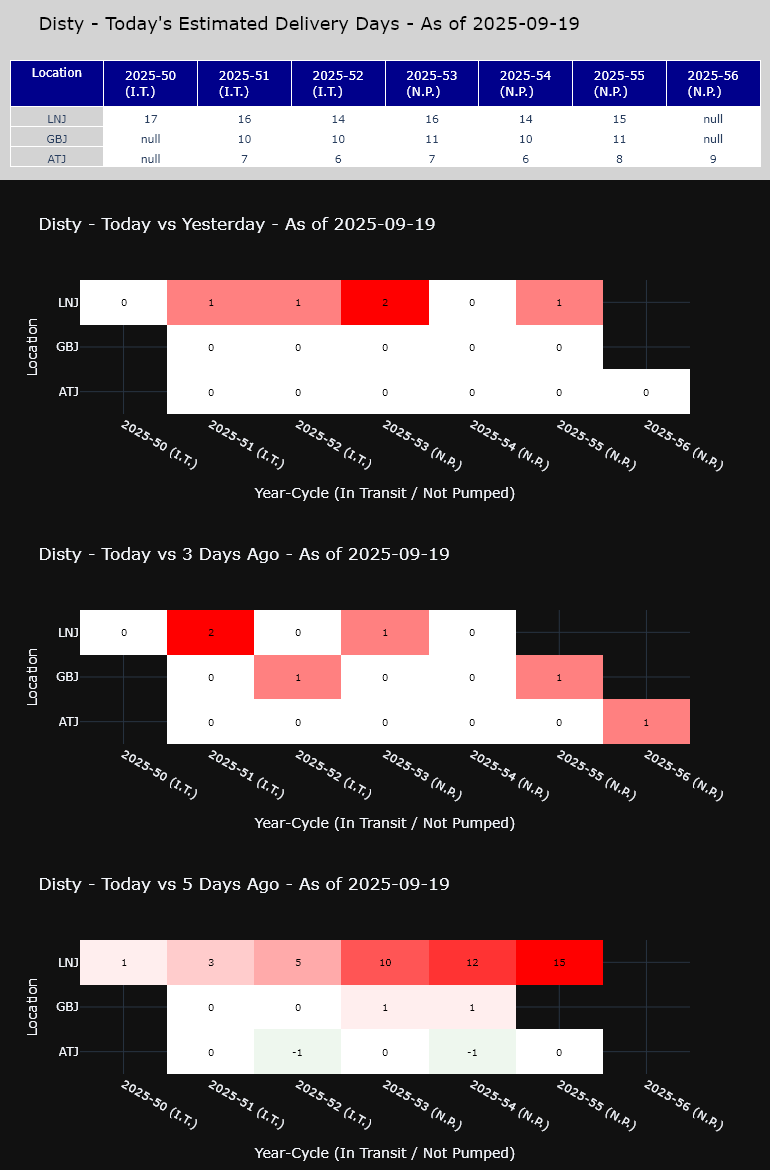 Disty - Today's Estimated Delivery Days - As of 2025-09-19
Location 2025-50 2025-51 2025-52 2025-53 2025-54 2025-55 2025-56
(I.T.) (I.T.) (I.T.) (N.P.) (N.P.) (N.P.) (N.P.)
LNJ 17 16 14 16 14 15 null
GBJ null 10 10 11 10 11 null
ATJ null 7 6 7 6 8 9
Disty - Today vs Yesterday - As of 2025-09-19
Location
LNJ 0 1 1 2 0 1
GBJ 0 0 0 0 0
ATJ 0 0 0 0 0 0
2025-50 (I.T.) 2025-51 (I.T.) 2025-52 (I.T.) 2025-53 (N.P.) 2025-54 (N.P.) 2025-55 (N.P.) 2025-56 (N.P.)
Year-Cycle (In Transit / Not Pumped)
Disty - Today vs 3 Days Ago - As of 2025-09-19
Location
LNJ 0 2 0 1 0
GBJ 0 1 0 0 1
ATJ 0 0 0 0 0 1
2025-50 (I.T.) 2025-51 (I.T.) 2025-52 (I.T.) 2025-53 (N.P.) 2025-54 (N.P.) 2025-55 (N.P.) 2025-56 (N.P.)
Year-Cycle (In Transit / Not Pumped)
Disty - Today vs 5 Days Ago - As of 2025-09-19
Location
LNJ 1 3 5 10 12 15
GBJ 0 0 1 1
ATJ 0 -1 0 -1 0
2025-50 (I.T.) 2025-51 (I.T.) 2025-52 (I.T.) 2025-53 (N.P.) 2025-54 (N.P.) 2025-55 (N.P.) 2025-56 (N.P.)
Year-Cycle (In Transit / Not Pumped)